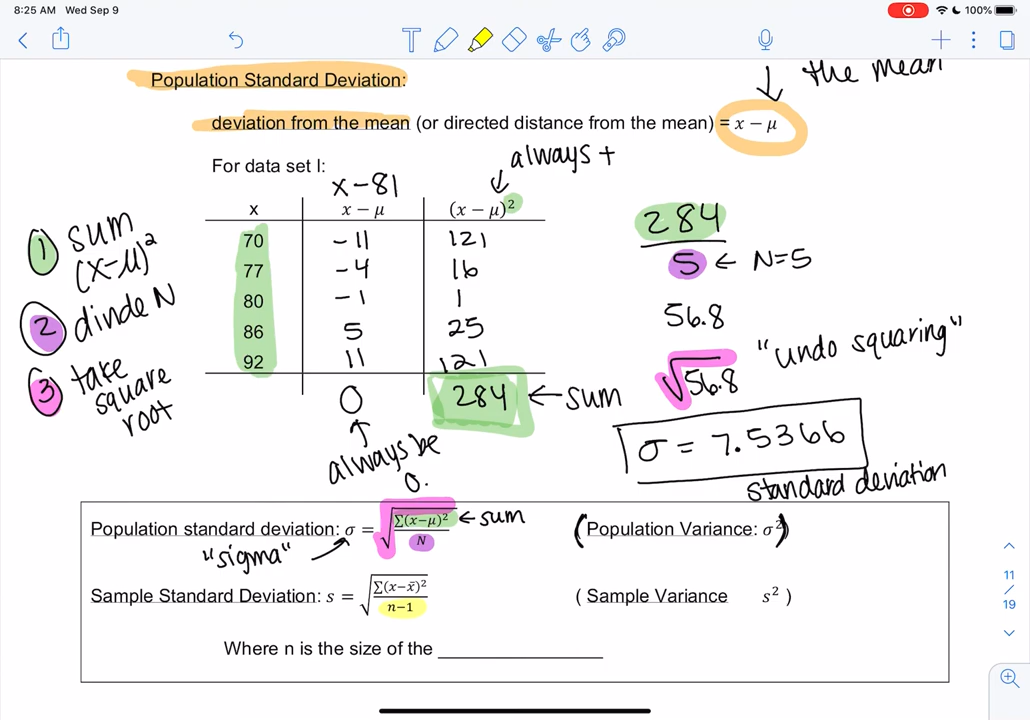 8:25 AM Wed Sep 9
100%
the mean
Population Standard Deviation:
deviation from the mean (or directed distance from the mean) = x − μ
For data set I:
always +
x-81
x x − μ (x − μ)²
70 -11 121
77 -4 16
80 -1 1
86 5 25
92 11 121
0 284 ← sum
always be
0.
1 sum
(x-μ)²
2 divide N
3 take
square
root
284
5 ← N=5
56.8
"undo squaring"
√56.8
σ = 7.5366
standard deviation
Population standard deviation: σ = √(Σ(x−μ)²/N) ← sum
"sigma"
(Population Variance: σ²)
Sample Standard Deviation: s = √(Σ(x−x̄)²/n−1)
( Sample Variance s² )
Where n is the size of the ____________
11
/
19